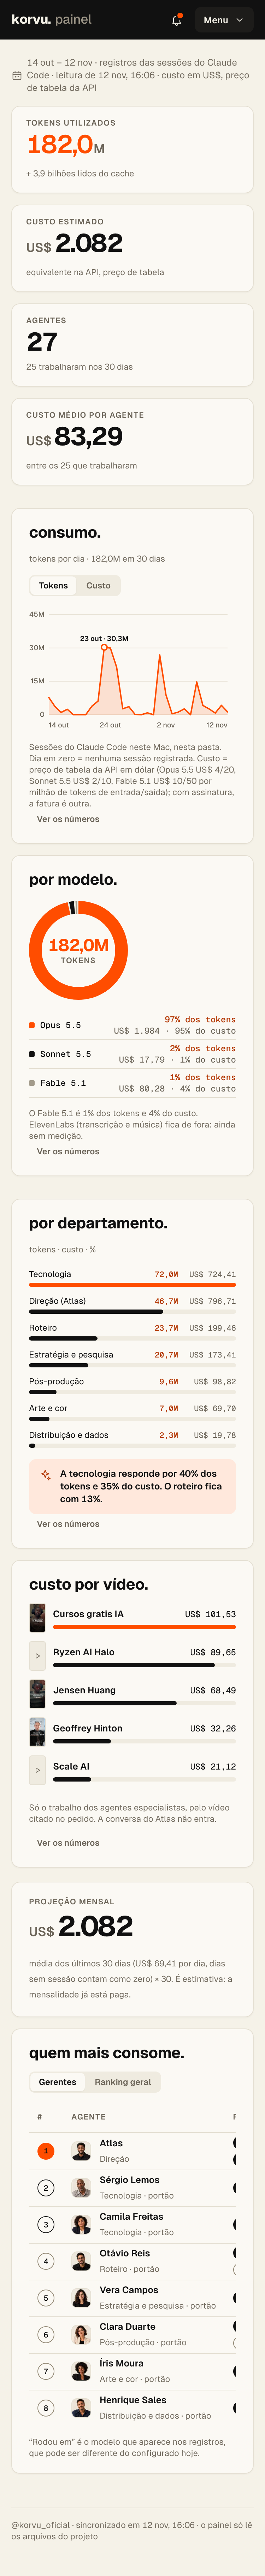 korvu. painel
Menu
14 out – 12 nov · registros das sessões do Claude
Code · leitura de 12 nov, 16:06 · custo em US$, preço
de tabela da API
TOKENS UTILIZADOS
182,0M
+ 3,9 bilhões lidos do cache
CUSTO ESTIMADO
US$ 2.082
equivalente na API, preço de tabela
AGENTES
27
25 trabalharam nos 30 dias
CUSTO MÉDIO POR AGENTE
US$ 83,29
entre os 25 que trabalharam
consumo.
tokens por dia · 182,0M em 30 dias
Tokens Custo
45M
23 out · 30,3M
30M
15M
0
14 out 24 out 2 nov 12 nov
Sessões do Claude Code neste Mac, nesta pasta.
Dia em zero = nenhuma sessão registrada. Custo =
preço de tabela da API em dólar (Opus 5.5 US$ 4/20,
Sonnet 5.5 US$ 2/10, Fable 5.1 US$ 10/50 por
milhão de tokens de entrada/saída); com assinatura,
a fatura é outra.
Ver os números
por modelo.
182,0M
TOKENS
Opus 5.5 97% dos tokens
US$ 1.984 · 95% do custo
Sonnet 5.5 2% dos tokens
US$ 17,79 · 1% do custo
Fable 5.1 1% dos tokens
US$ 80,28 · 4% do custo
O Fable 5.1 é 1% dos tokens e 4% do custo.
ElevenLabs (transcrição e música) fica de fora: ainda
sem medição.
Ver os números
por departamento.
tokens · custo · %
Tecnologia 72,0M US$ 724,41
Direção (Atlas) 46,7M US$ 796,71
Roteiro 23,7M US$ 199,46
Estratégia e pesquisa 20,7M US$ 173,41
Pós-produção 9,6M US$ 98,82
Arte e cor 7,0M US$ 69,70
Distribuição e dados 2,3M US$ 19,78
A tecnologia responde por 40% dos
tokens e 35% do custo. O roteiro fica
com 13%.
Ver os números
custo por vídeo.
Cursos gratis IA US$ 101,53
Ryzen AI Halo US$ 89,65
Jensen Huang US$ 68,49
Geoffrey Hinton US$ 32,26
Scale AI US$ 21,12
Só o trabalho dos agentes especialistas, pelo vídeo
citado no pedido. A conversa do Atlas não entra.
Ver os números
PROJEÇÃO MENSAL
US$ 2.082
média dos últimos 30 dias (US$ 69,41 por dia, dias
sem sessão contam como zero) × 30. É estimativa: a
mensalidade já está paga.
quem mais consome.
Gerentes Ranking geral
# AGENTE
1 Atlas
Direção
2 Sérgio Lemos
Tecnologia · portão
3 Camila Freitas
Tecnologia · portão
4 Otávio Reis
Roteiro · portão
5 Vera Campos
Estratégia e pesquisa · portão
6 Clara Duarte
Pós-produção · portão
7 Íris Moura
Arte e cor · portão
8 Henrique Sales
Distribuição e dados · portão
“Rodou em” é o modelo que aparece nos registros,
que pode ser diferente do configurado hoje.
@korvu_oficial · sincronizado em 12 nov, 16:06 · o painel só lê
os arquivos do projeto